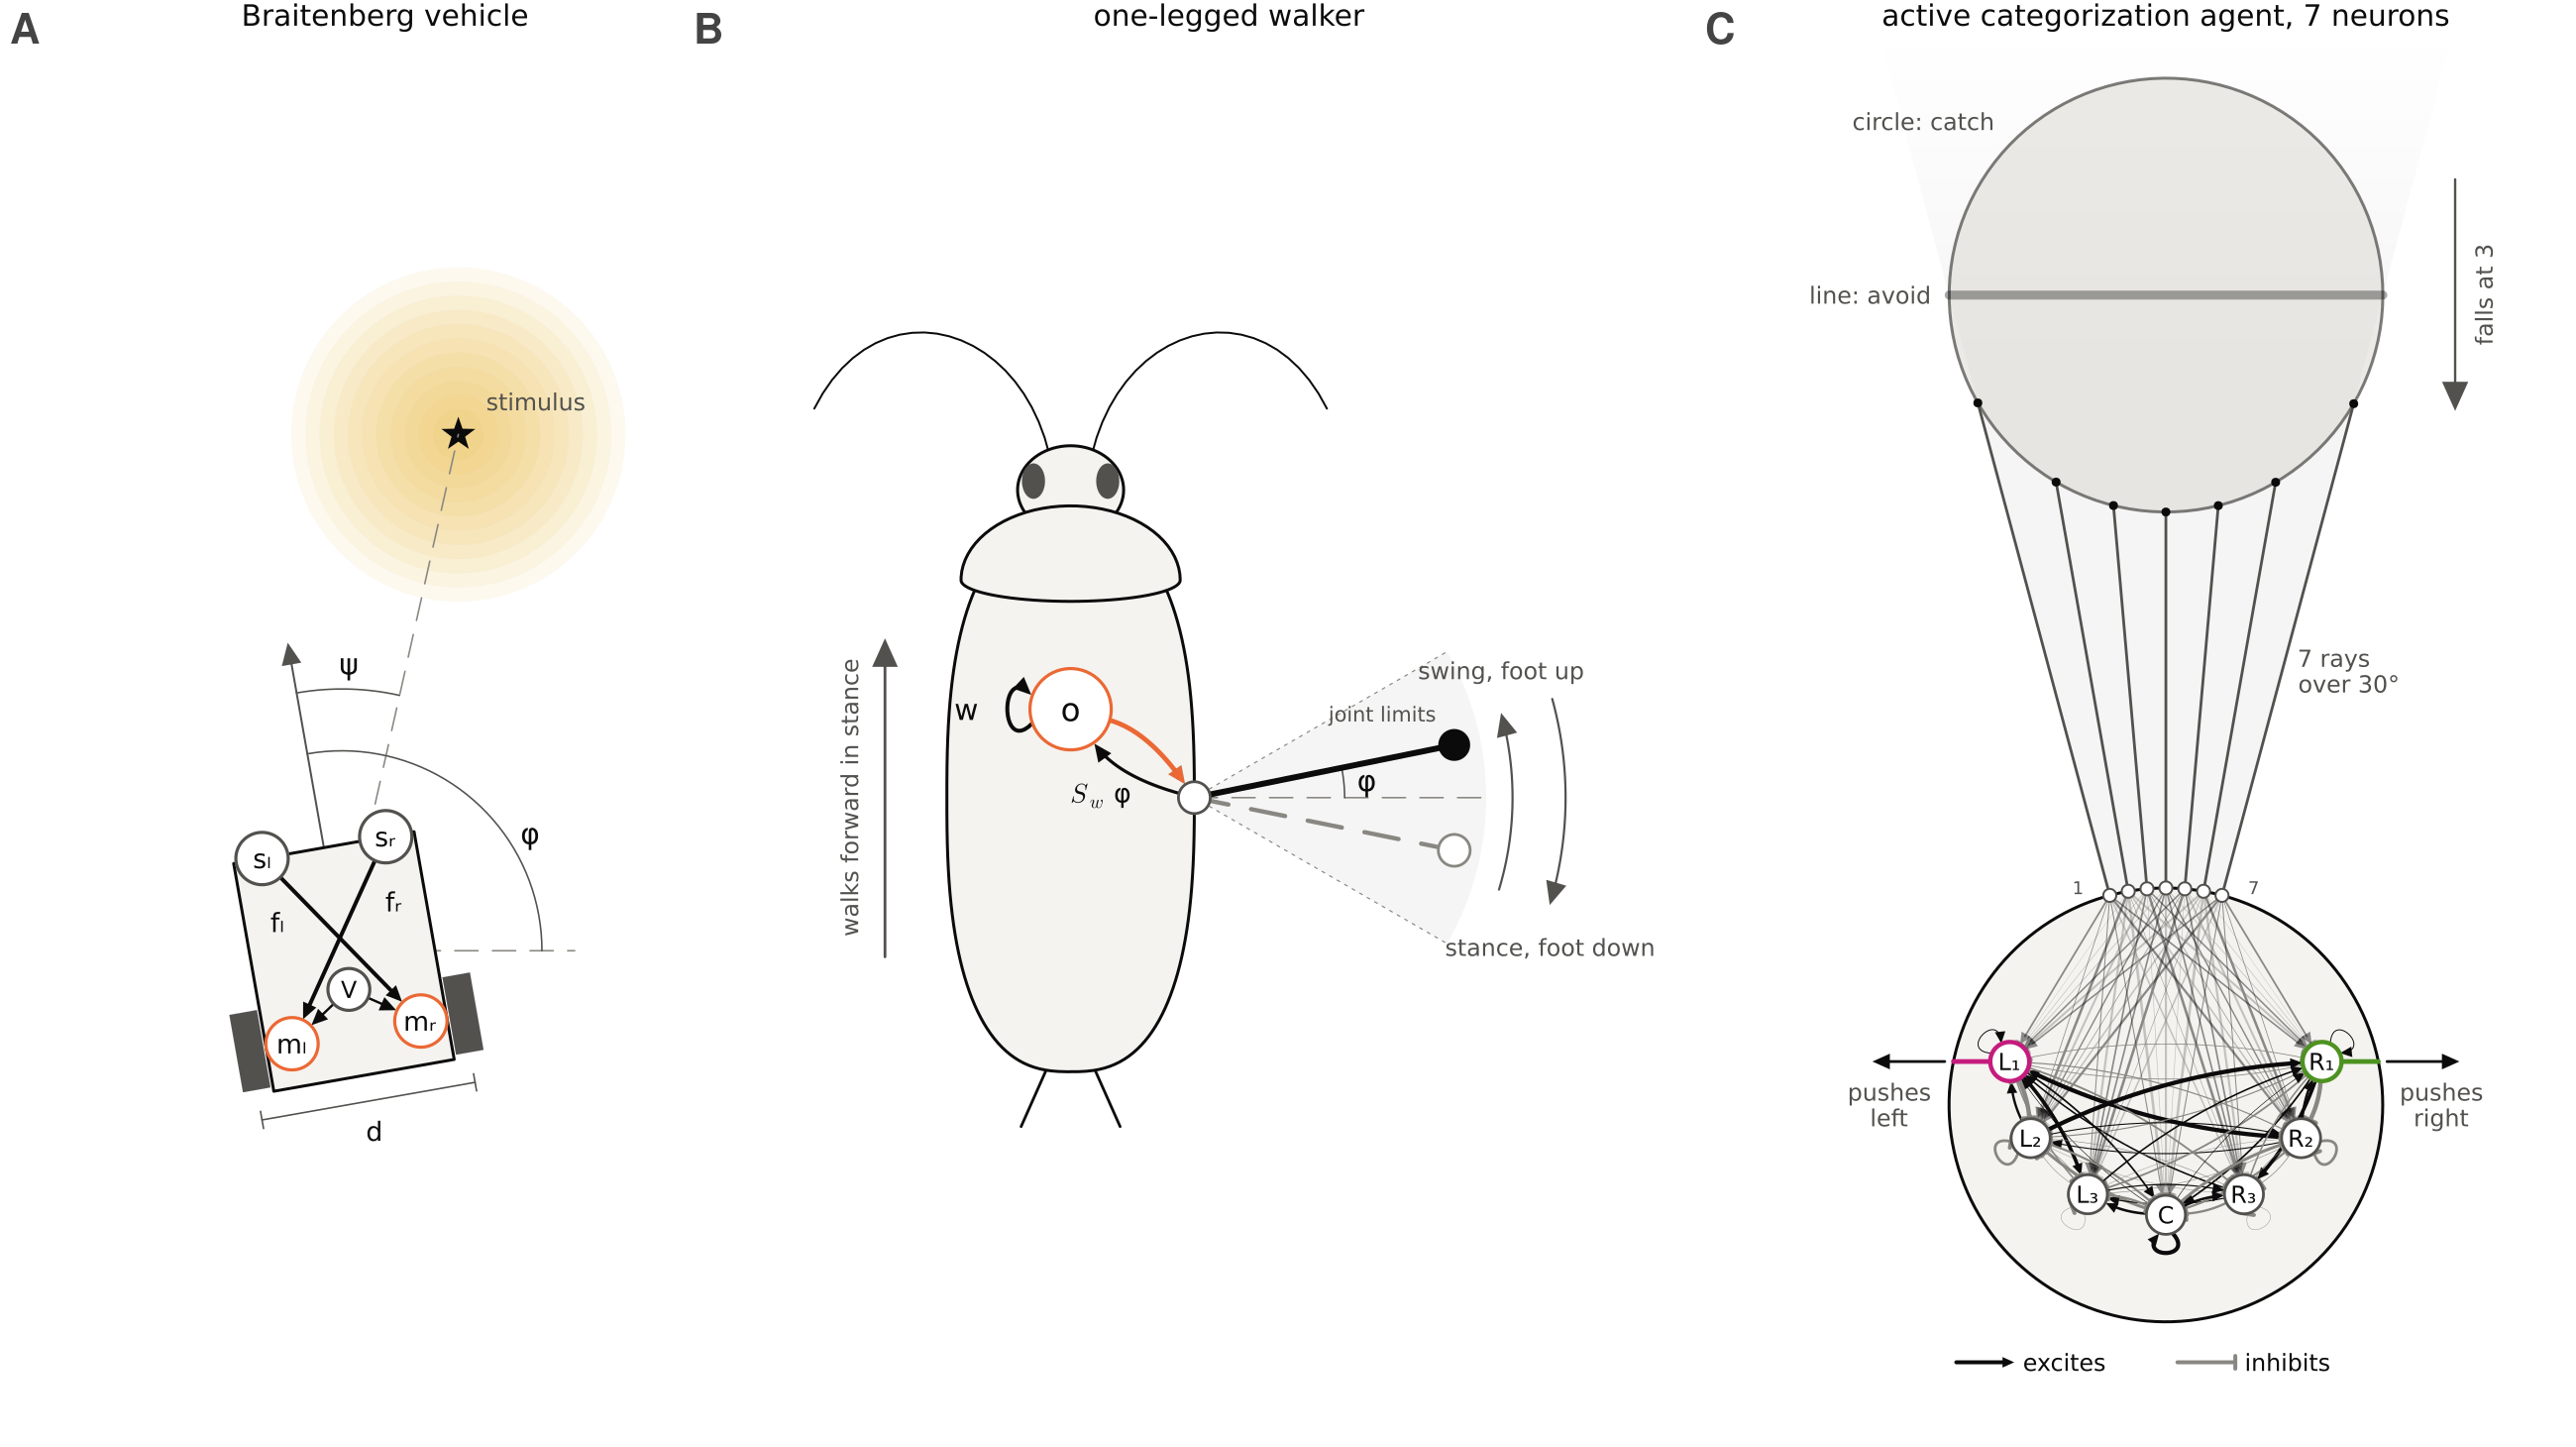 A
Braitenberg vehicle
stimulus
ψ
φ
sₗ
sᵣ
fₗ
fᵣ
V
mₗ
mᵣ
d
B
one-legged walker
walks forward in stance
w
o
S_w φ
swing, foot up
joint limits
φ
stance, foot down
C
active categorization agent, 7 neurons
circle: catch
line: avoid
falls at 3
7 rays
over 30°
1
7
L₁
R₁
pushes
left
pushes
right
L₂
R₂
L₃
R₃
C
excites
inhibits